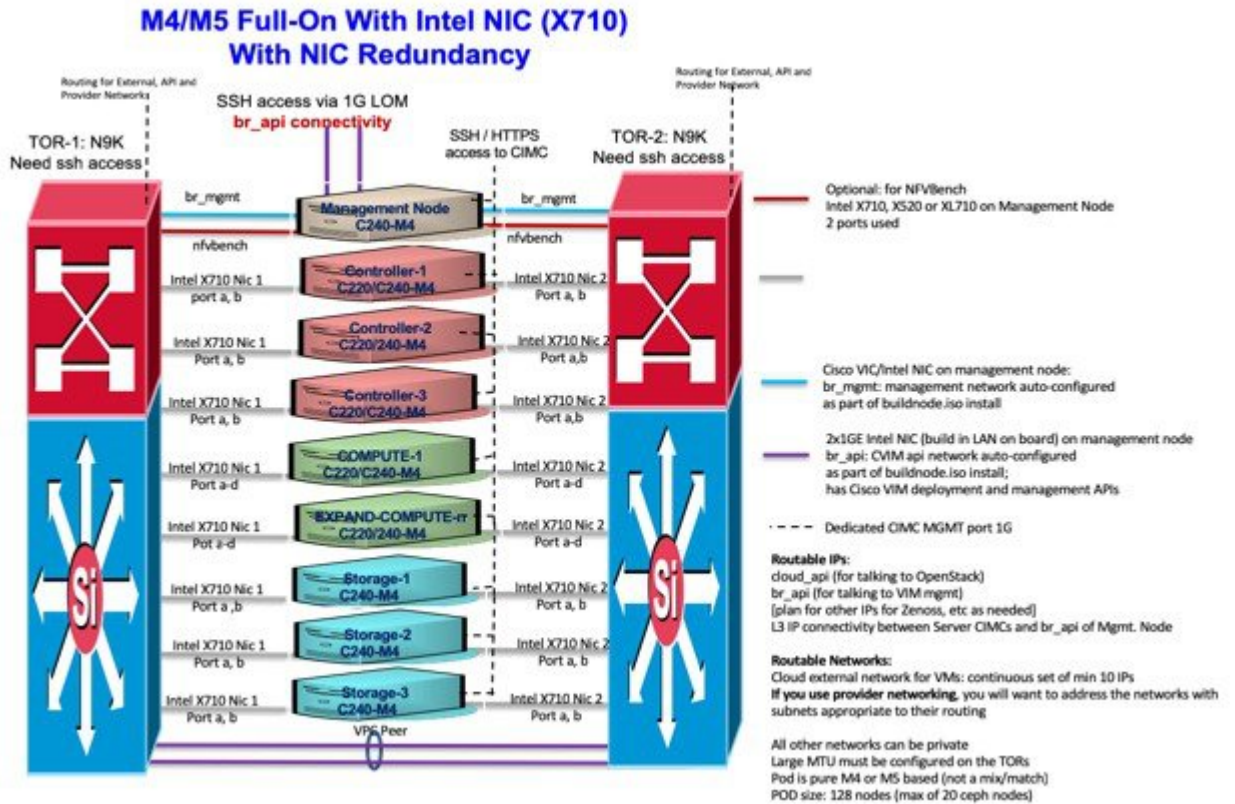 M4/M5 Full-On With Intel NIC (X710)
With NIC Redundancy
Routing for External, API and
Provider Networks
SSH access via 1G LOM
br_api connectivity
SSH / HTTPS
access to CIMC
Routing for External, API and
Provider Network
TOR-1: N9K
Need ssh access
TOR-2: N9K
Need ssh access
br_mgmt
Management Node
C240-M4
br_mgmt
nfvbench
nfvbench
Intel X710 Nic 1
port a, b
Controller-1
C220/C240-M4
Intel X710 Nic 2
Port a, b
Intel X710 Nic 1
Port a, b
Controller-2
C220/240-M4
Intel X710 Nic 2
Port a,b
Intel X710 Nic 1
Port a, b
Controller-3
C220/C240-M4
Intel X710 Nic 2
Port a,b
Intel X710 Nic 1
Port a-d
COMPUTE-1
C220/C240-M4
Intel X710 Nic 2
Port a-d
Intel X710 Nic 1
Pot a-d
EXPAND-COMPUTE-n
C220/240-M4
Intel X710 Nic 2
Port a-d
Intel X710 Nic 1
Port a ,b
Storage-1
C240-M4
Intel X710 Nic 2
Port a, b
Intel X710 Nic 1
Port a, b
Storage-2
C240-M4
Intel X710 Nic 2
Port a, b
Intel X710 Nic 1
Port a, b
Storage-3
C240-M4
Intel X710 Nic 2
Port a, b
VPC Peer
Si
Si
Optional: for NFVBench
Intel X710, X520 or XL710 on Management Node
2 ports used
Cisco VIC/Intel NIC on management node:
br_mgmt: management network auto-configured
as part of buildnode.iso install
2x1GE Intel NIC (build in LAN on board) on management node
br_api: CVIM api network auto-configured
as part of buildnode.iso install;
has Cisco VIM deployment and management APIs
Dedicated CIMC MGMT port 1G
Routable IPs:
cloud_api (for talking to OpenStack)
br_api (for talking to VIM mgmt)
[plan for other IPs for Zenoss, etc as needed]
L3 IP connectivity between Server CIMCs and br_api of Mgmt. Node
Routable Networks:
Cloud external network for VMs: continuous set of min 10 IPs
If you use provider networking, you will want to address the networks with
subnets appropriate to their routing
All other networks can be private
Large MTU must be configured on the TORs
Pod is pure M4 or M5 based (not a mix/match)
POD size: 128 nodes (max of 20 ceph nodes)